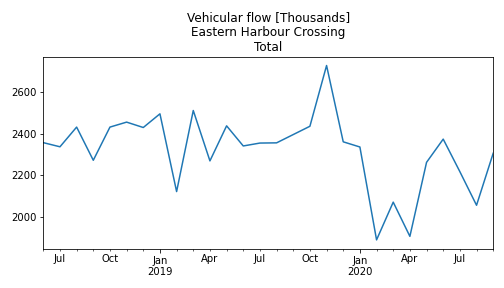 Vehicular flow [Thousands]
Eastern Harbour Crossing
Total
2600
2400
2200
2000
Jul Oct Jan Apr Jul Oct Jan Apr Jul
2019 2020